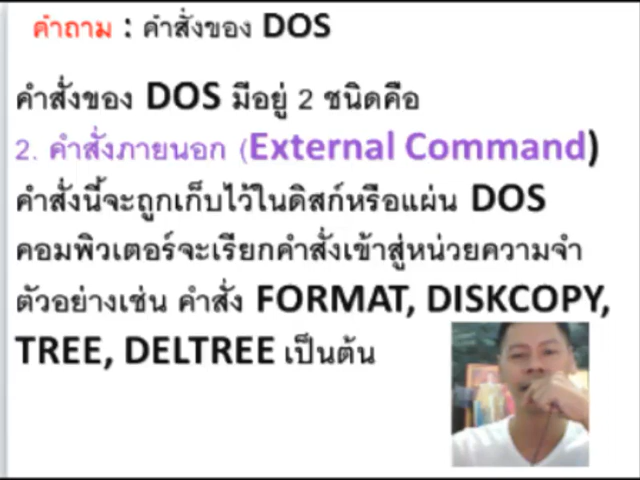 คำถาม : คำสั่งของ DOS
คำสั่งของ DOS มีอยู่ 2 ชนิดคือ
2. คำสั่งภายนอก (External Command)
คำสั่งนี้จะถูกเก็บไว้ในดิสก์หรือแผ่น DOS
คอมพิวเตอร์จะเรียกคำสั่งเข้าสู่หน่วยความจำ
ตัวอย่างเช่น คำสั่ง FORMAT, DISKCOPY,
TREE, DELTREE เป็นต้น